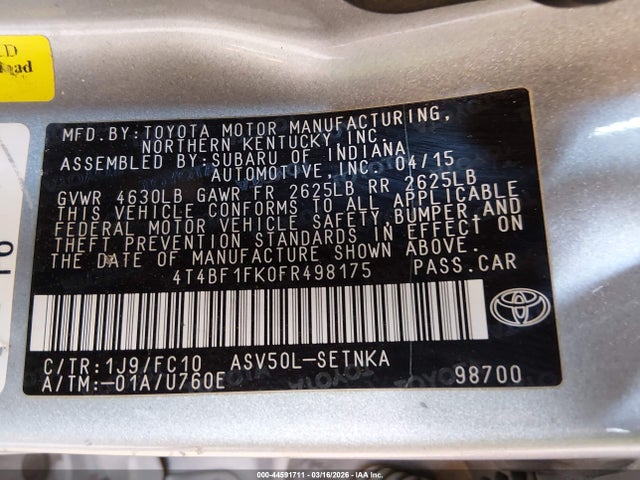 MFD.BY:TOYOTA MOTOR MANUFACTURING,
NORTHERN KENTUCKY,INC.
ASSEMBLED BY:SUBARU OF INDIANA
AUTOMOTIVE,INC. 04/15
GVWR 4630LB GAWR FR 2625LB RR 2625LB
THIS VEHICLE CONFORMS TO ALL APPLICABLE
FEDERAL MOTOR VEHICLE SAFETY,BUMPER,AND
THEFT PREVENTION STANDARDS IN EFFECT ON
THE DATE OF MANUFACTURE SHOWN ABOVE.
4T4BF1FK0FR498175 PASS.CAR
TOYOTA
C/TR:1J9/FC10 ASV50L-SETNKA
A/TM:-01A/U760E 98700
000-44591711 - 03/16/2026 - IAA Inc.